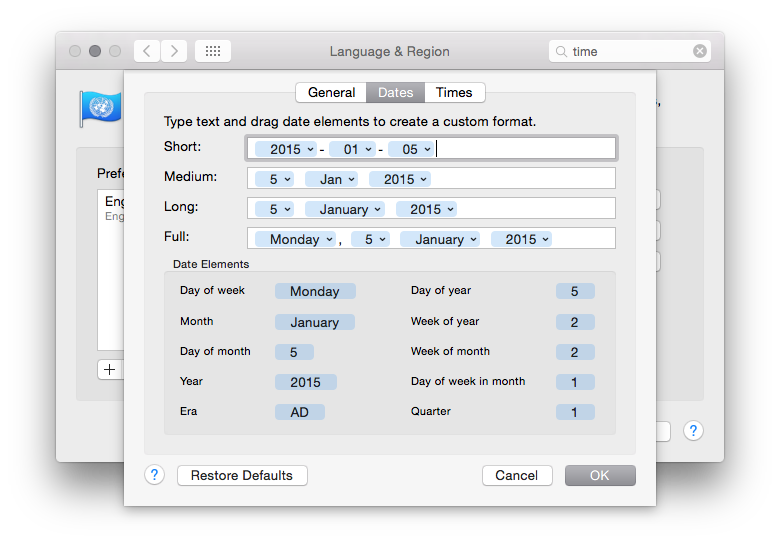 Language & Region
time
General Dates Times
Type text and drag date elements to create a custom format.
Short: 2015 - 01 - 05
Medium: 5 Jan 2015
Long: 5 January 2015
Full: Monday , 5 January 2015
Date Elements
Day of week Monday Day of year 5
Month January Week of year 2
Day of month 5 Week of month 2
Year 2015 Day of week in month 1
Era AD Quarter 1
? Restore Defaults Cancel OK
?